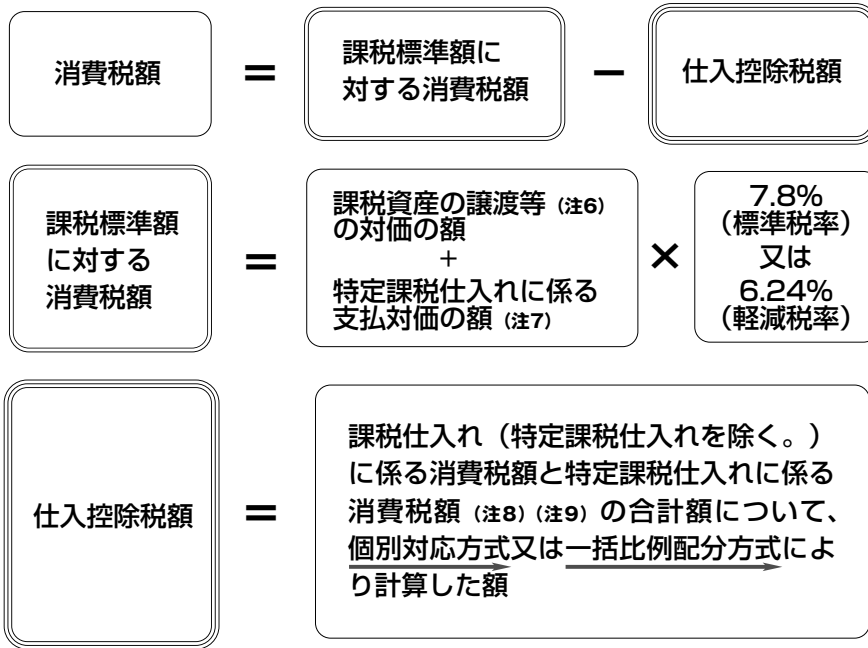 消費税額
＝
課税標準額に
対する消費税額
－
仕入控除税額
課税標準額
に対する
消費税額
＝
課税資産の譲渡等（注6）
の対価の額
＋
特定課税仕入れに係る
支払対価の額（注7）
×
7.8%
（標準税率）
又は
6.24%
（軽減税率）
仕入控除税額
＝
課税仕入れ（特定課税仕入れを除く。）
に係る消費税額と特定課税仕入れに係る
消費税額（注8）（注9）の合計額について、
個別対応方式又は一括比例配分方式によ
り計算した額